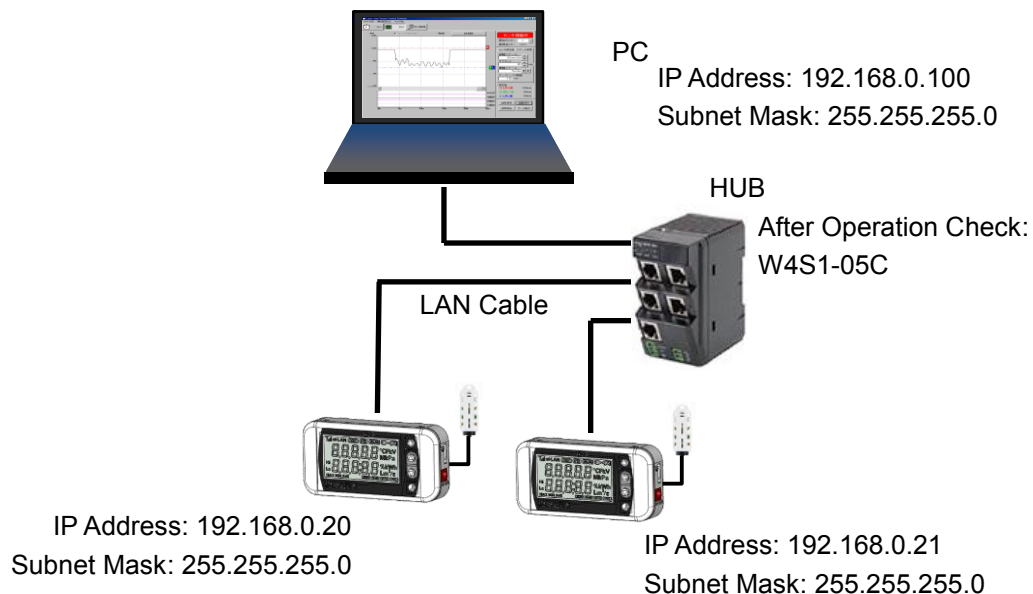 PC
IP Address: 192.168.0.100
Subnet Mask: 255.255.255.0
HUB
After Operation Check:
W4S1-05C
LAN Cable
IP Address: 192.168.0.20
Subnet Mask: 255.255.255.0
IP Address: 192.168.0.21
Subnet Mask: 255.255.255.0